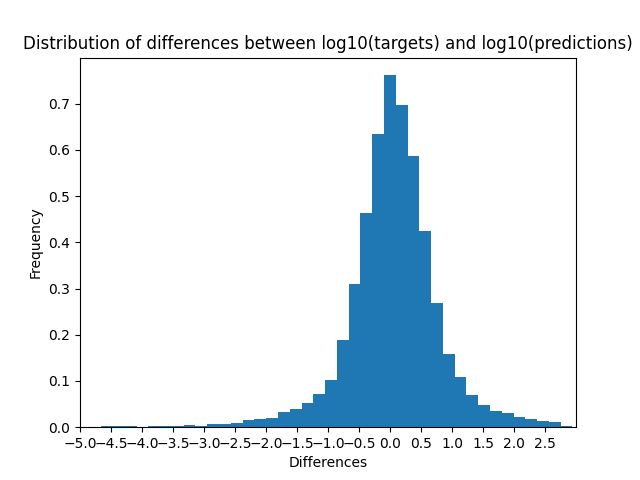 Distribution of differences between log10(targets) and log10(predictions)
0.7
0.6
0.5
0.4
0.3
0.2
0.1
0.0
Frequency
−5.0−4.5−4.0−3.5−3.0−2.5−2.0−1.5−1.0−0.5 0.0 0.5 1.0 1.5 2.0 2.5
Differences